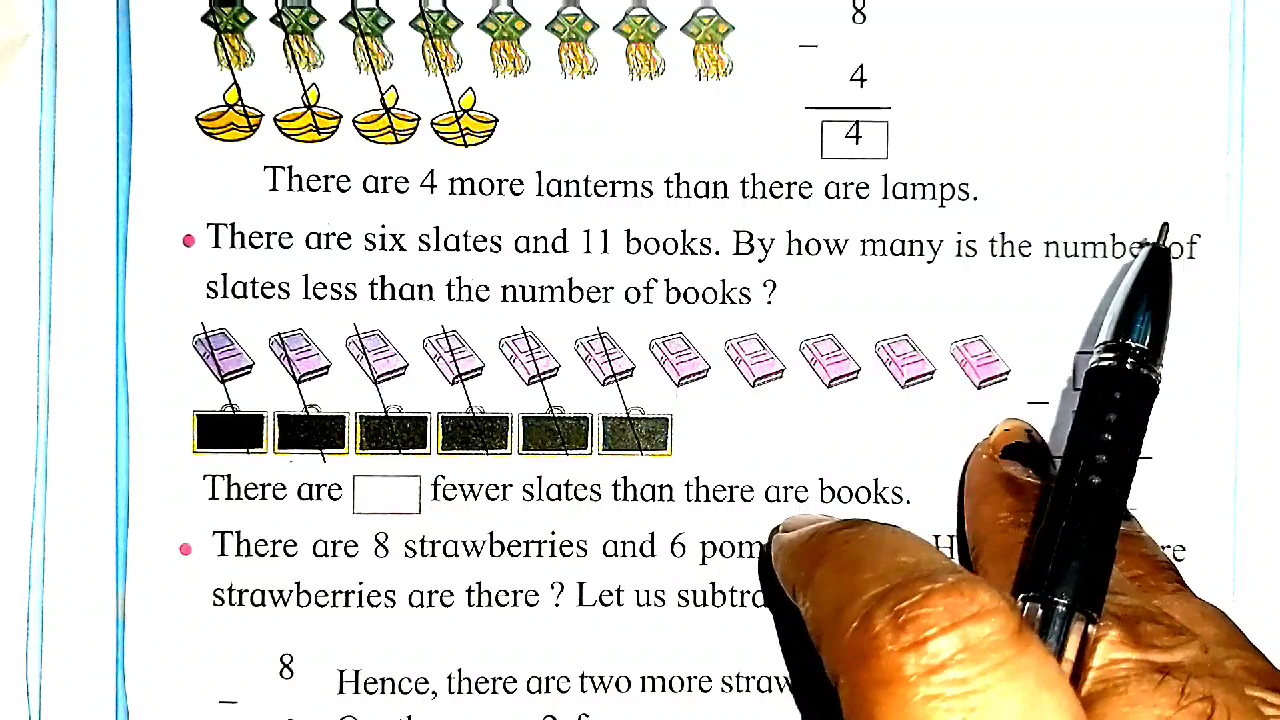 8
–
4
4
There are 4 more lanterns than there are lamps.
• There are six slates and 11 books. By how many is the number of
slates less than the number of books ?
–
There are fewer slates than there are books.
• There are 8 strawberries and 6
strawberries are there ? Let us
8
– Hence, there are two more